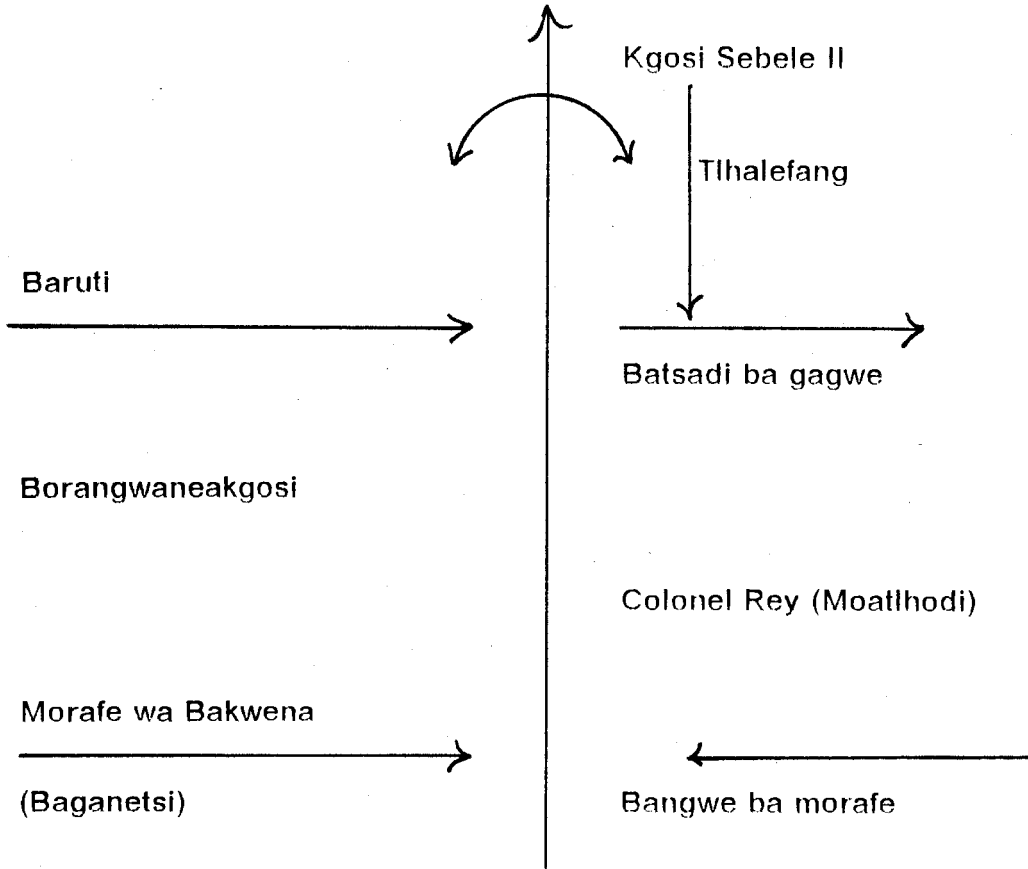 Kgosi Sebele II
Tlhalefang
Baruti
Batsadi ba gagwe
Borangwaneakgosi
Colonel Rey (Moatlhodi)
Morafe wa Bakwena
(Baganetsi)
Bangwe ba morafe